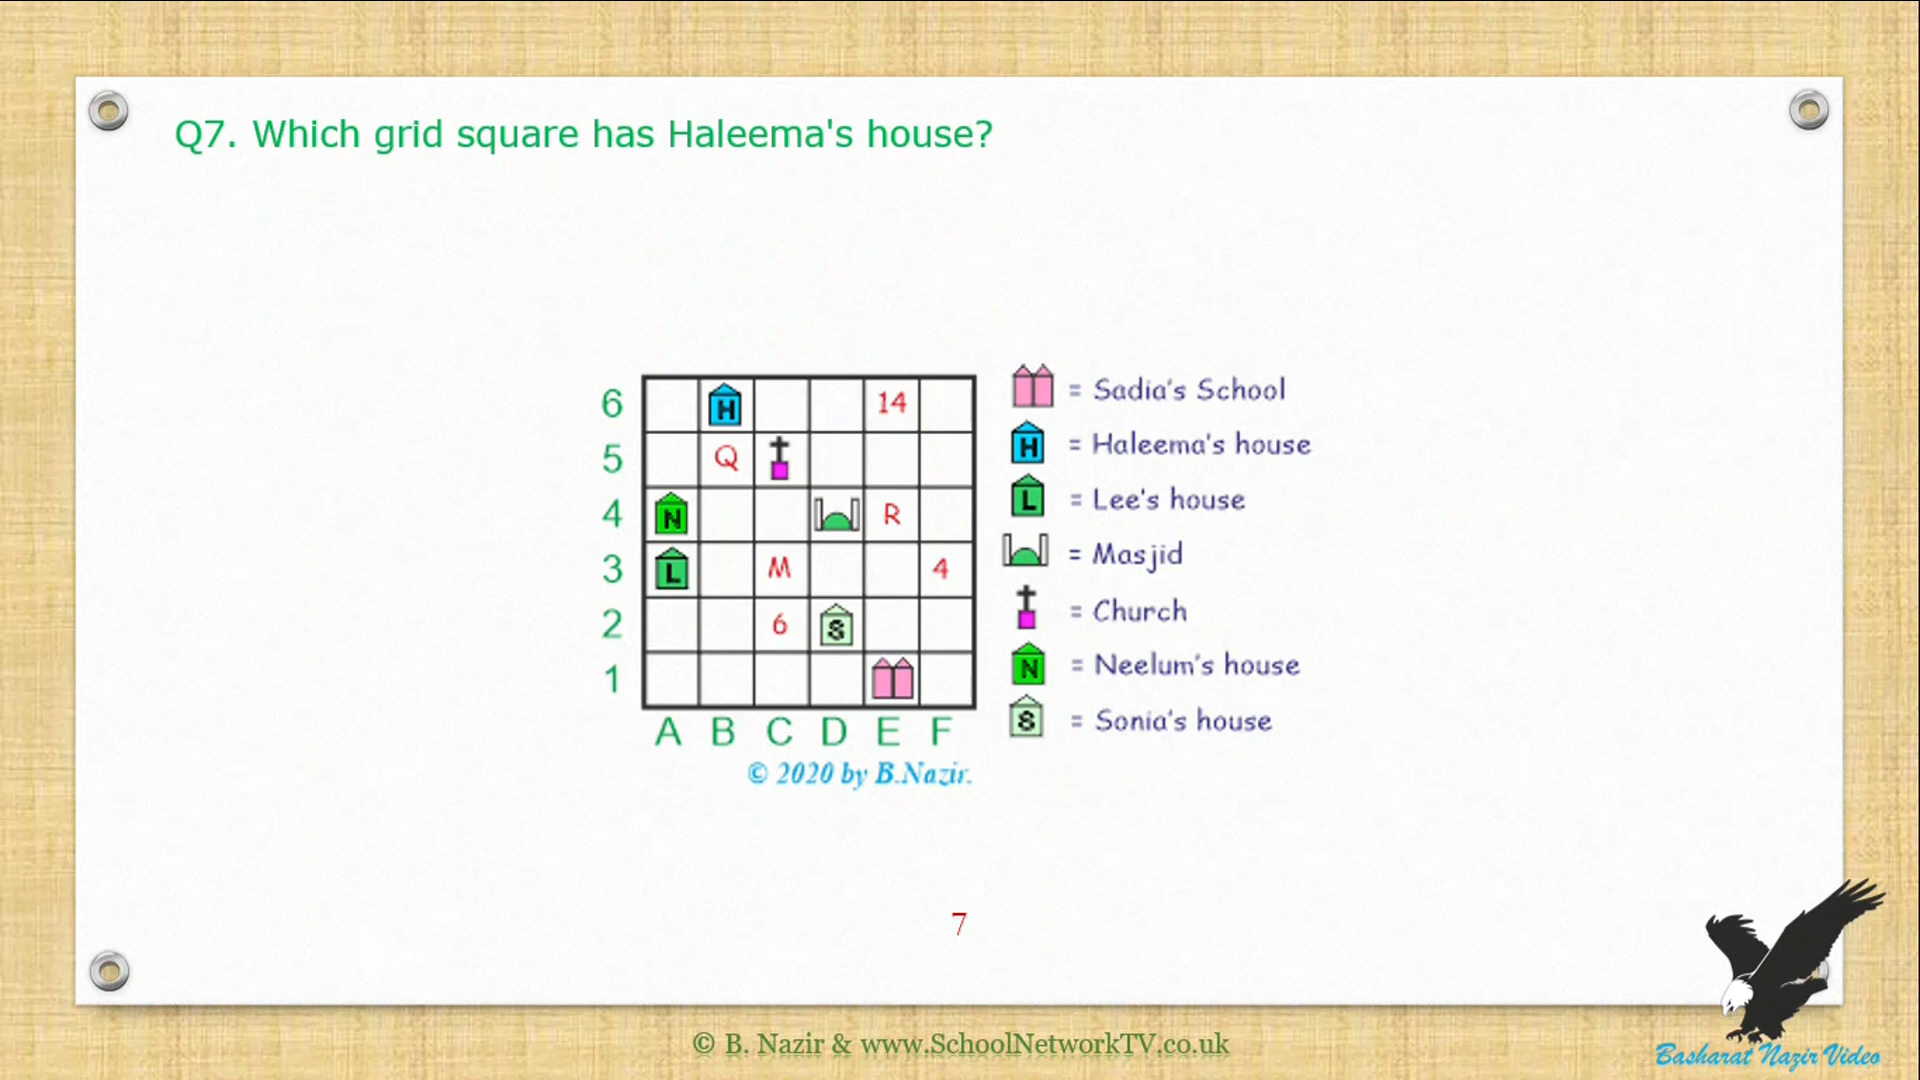 Q7. Which grid square has Haleema's house?
6 H 14
5 Q
4 N R
3 L M 4
2 6 S
1
A B C D E F
© 2020 by B.Nazir.
= Sadia's School
H = Haleema's house
L = Lee's house
= Masjid
= Church
N = Neelum's house
S = Sonia's house
7
© B. Nazir & www.SchoolNetworkTV.co.uk
Basharat Nazir Video